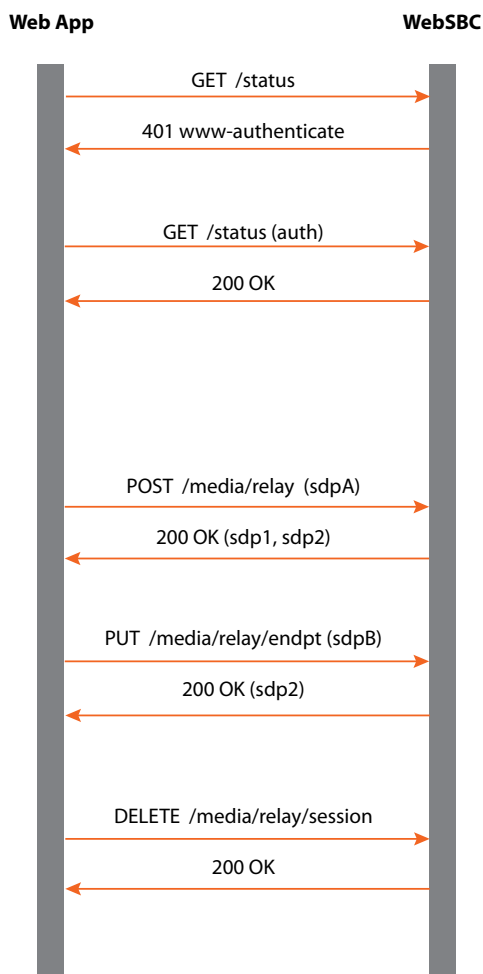 Web App
WebSBC
GET /status
401 www-authenticate
GET /status (auth)
200 OK
POST /media/relay (sdpA)
200 OK (sdp1, sdp2)
PUT /media/relay/endpt (sdpB)
200 OK (sdp2)
DELETE /media/relay/session
200 OK